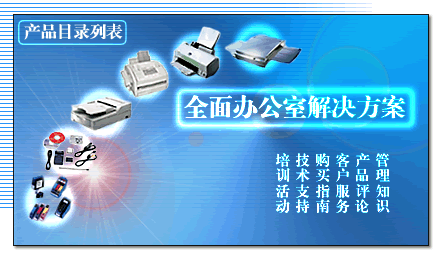 产品目录列表
全面办公室解决方案
培训活动
技术支持
购买指南
客户服务
产品评论
管理知识